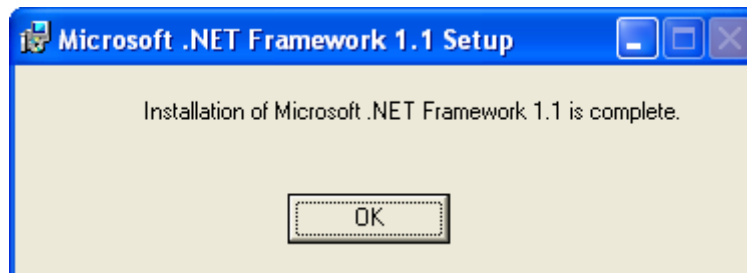 Microsoft .NET Framework 1.1 Setup
Installation of Microsoft .NET Framework 1.1 is complete.
OK